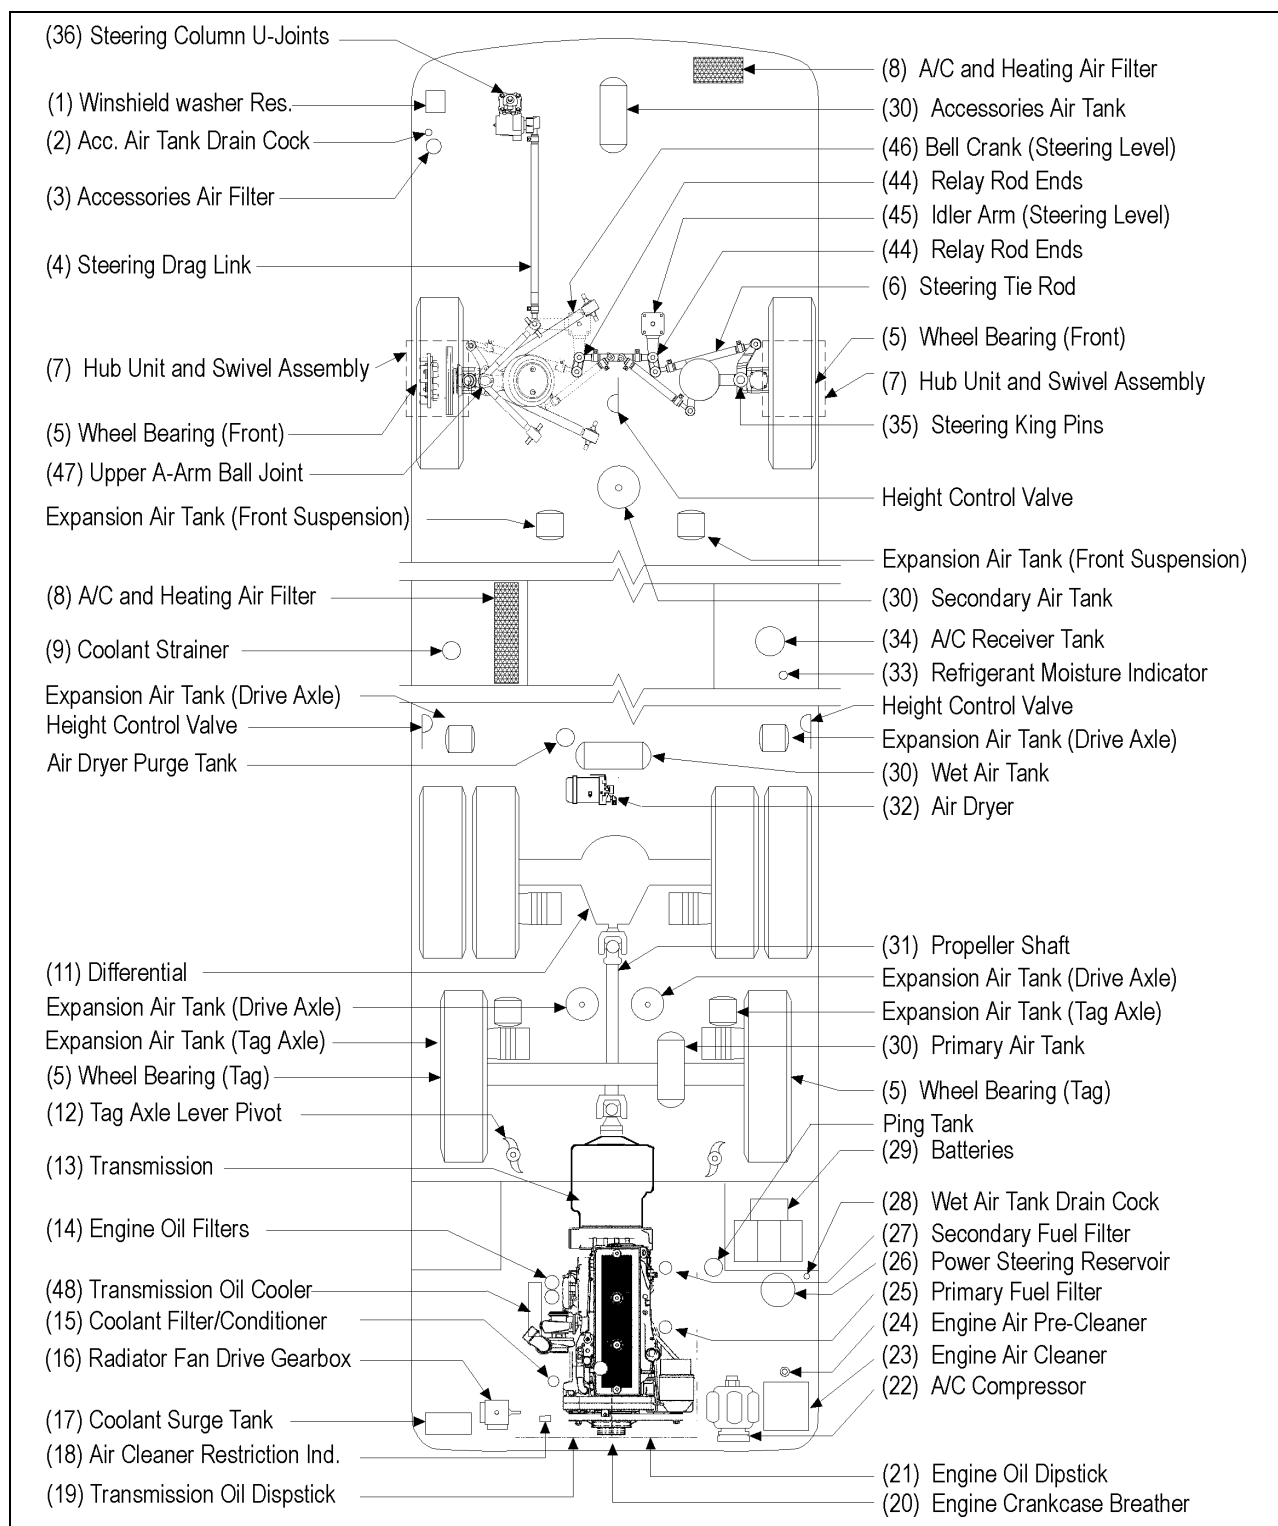 (36) Steering Column U-Joints
(1) Winshield washer Res.
(2) Acc. Air Tank Drain Cock
(3) Accessories Air Filter
(4) Steering Drag Link
(7) Hub Unit and Swivel Assembly
(5) Wheel Bearing (Front)
(47) Upper A-Arm Ball Joint
Expansion Air Tank (Front Suspension)
(8) A/C and Heating Air Filter
(9) Coolant Strainer
Expansion Air Tank (Drive Axle)
Height Control Valve
Air Dryer Purge Tank
(11) Differential
Expansion Air Tank (Drive Axle)
Expansion Air Tank (Tag Axle)
(5) Wheel Bearing (Tag)
(12) Tag Axle Lever Pivot
(13) Transmission
(14) Engine Oil Filters
(48) Transmission Oil Cooler
(15) Coolant Filter/Conditioner
(16) Radiator Fan Drive Gearbox
(17) Coolant Surge Tank
(18) Air Cleaner Restriction Ind.
(19) Transmission Oil Dispstick
(8) A/C and Heating Air Filter
(30) Accessories Air Tank
(46) Bell Crank (Steering Level)
(44) Relay Rod Ends
(45) Idler Arm (Steering Level)
(44) Relay Rod Ends
(6) Steering Tie Rod
(5) Wheel Bearing (Front)
(7) Hub Unit and Swivel Assembly
(35) Steering King Pins
Height Control Valve
Expansion Air Tank (Front Suspension)
(30) Secondary Air Tank
(34) A/C Receiver Tank
(33) Refrigerant Moisture Indicator
Height Control Valve
Expansion Air Tank (Drive Axle)
(30) Wet Air Tank
(32) Air Dryer
(31) Propeller Shaft
Expansion Air Tank (Drive Axle)
Expansion Air Tank (Tag Axle)
(30) Primary Air Tank
(5) Wheel Bearing (Tag)
Ping Tank
(29) Batteries
(28) Wet Air Tank Drain Cock
(27) Secondary Fuel Filter
(26) Power Steering Reservoir
(25) Primary Fuel Filter
(24) Engine Air Pre-Cleaner
(23) Engine Air Cleaner
(22) A/C Compressor
(21) Engine Oil Dipstick
(20) Engine Crankcase Breather